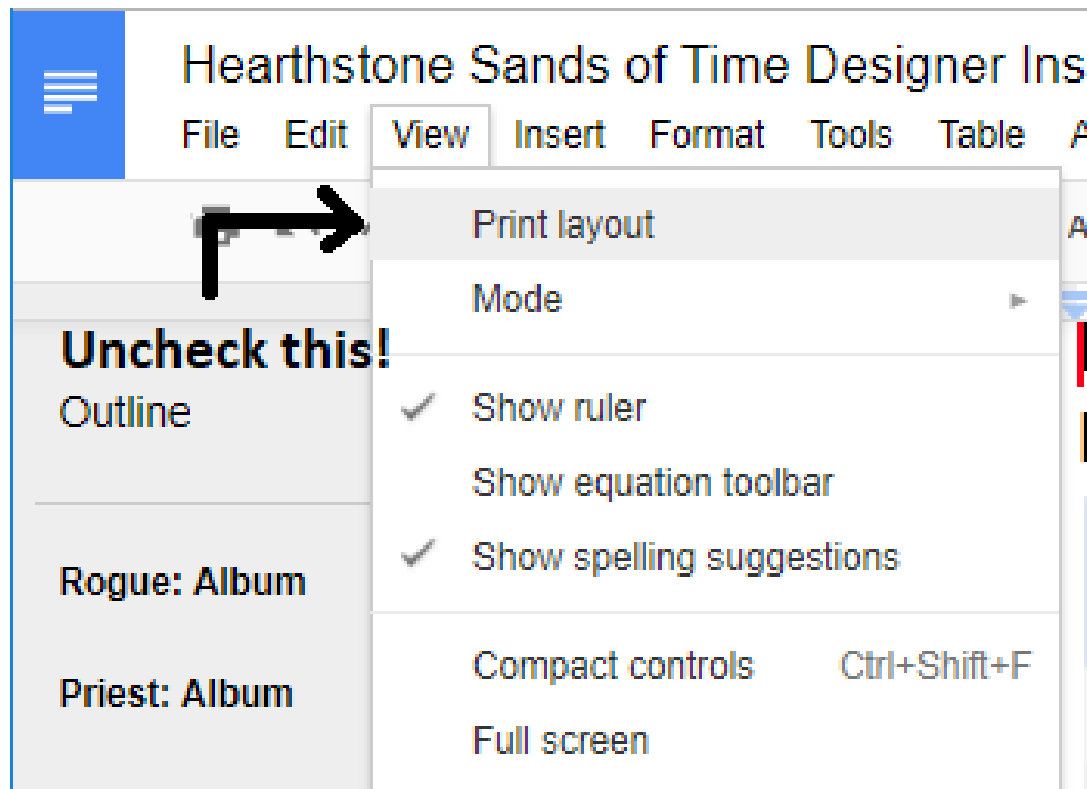 Hearthstone Sands of Time Designer Ins
File Edit View Insert Format Tools Table A
Print layout
Mode
Uncheck this!
Outline
Show ruler
Show equation toolbar
Show spelling suggestions
Rogue: Album
Compact controls Ctrl+Shift+F
Priest: Album
Full screen